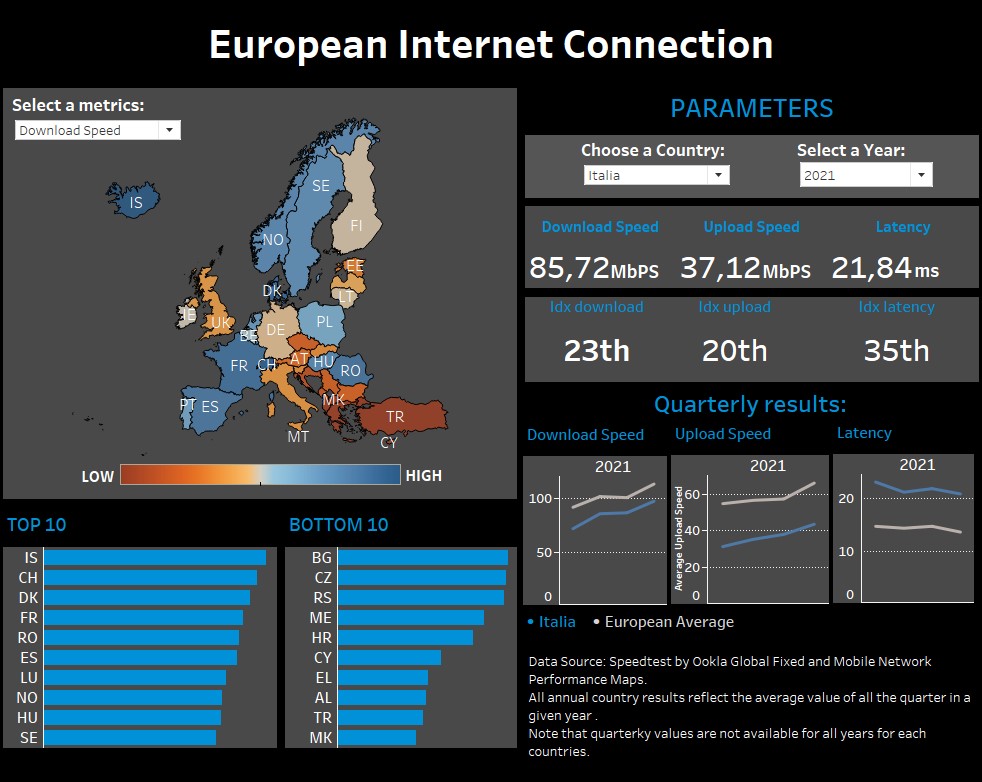 European Internet Connection
Select a metrics:
Download Speed
IS
SE
FI
NO
EE
DK
LT
IE
UK
BE
DE
PL
FR
CH
AT
HU
RO
PT
ES
MK
TR
MT
CY
LOW
HIGH
TOP 10
IS
CH
DK
FR
RO
ES
LU
NO
HU
SE
BOTTOM 10
BG
CZ
RS
ME
HR
CY
EL
AL
TR
MK
PARAMETERS
Choose a Country:
Select a Year:
Italia
2021
Download Speed
Upload Speed
Latency
85,72 MbPS
37,12 MbPS
21,84 ms
Idx download
Idx upload
Idx latency
23th
20th
35th
Quarterly results:
Download Speed
Upload Speed
Latency
2021
100
50
0
2021
Average Upload Speed
60
40
20
0
2021
20
10
0
• Italia
• European Average
Data Source: Speedtest by Ookla Global Fixed and Mobile Network
Performance Maps.
All annual country results reflect the average value of all the quarter in a
given year .
Note that quarterky values are not available for all years for each
countries.